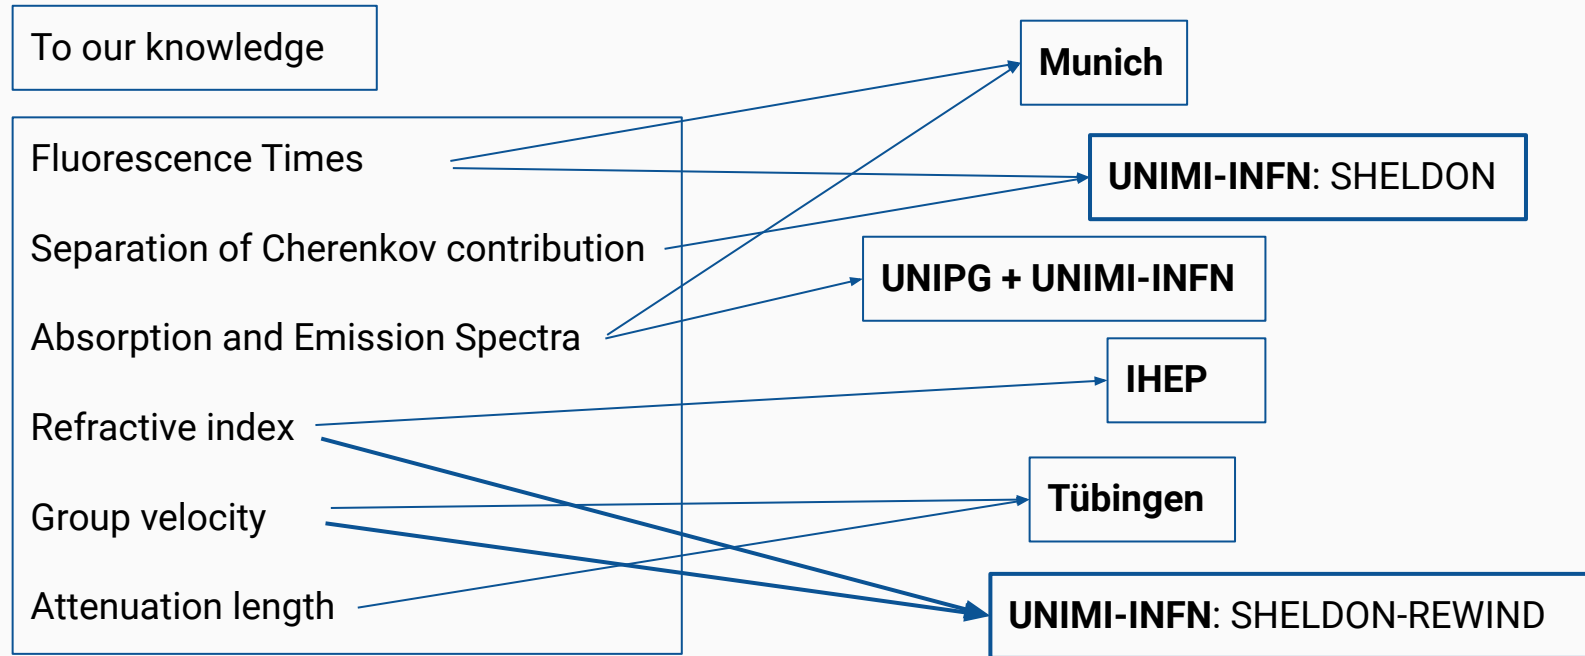 To our knowledge
Fluorescence Times
Separation of Cherenkov contribution
Absorption and Emission Spectra
Refractive index
Group velocity
Attenuation length
Munich
UNIMI-INFN: SHELDON
UNIPG + UNIMI-INFN
IHEP
Tübingen
UNIMI-INFN: SHELDON-REWIND